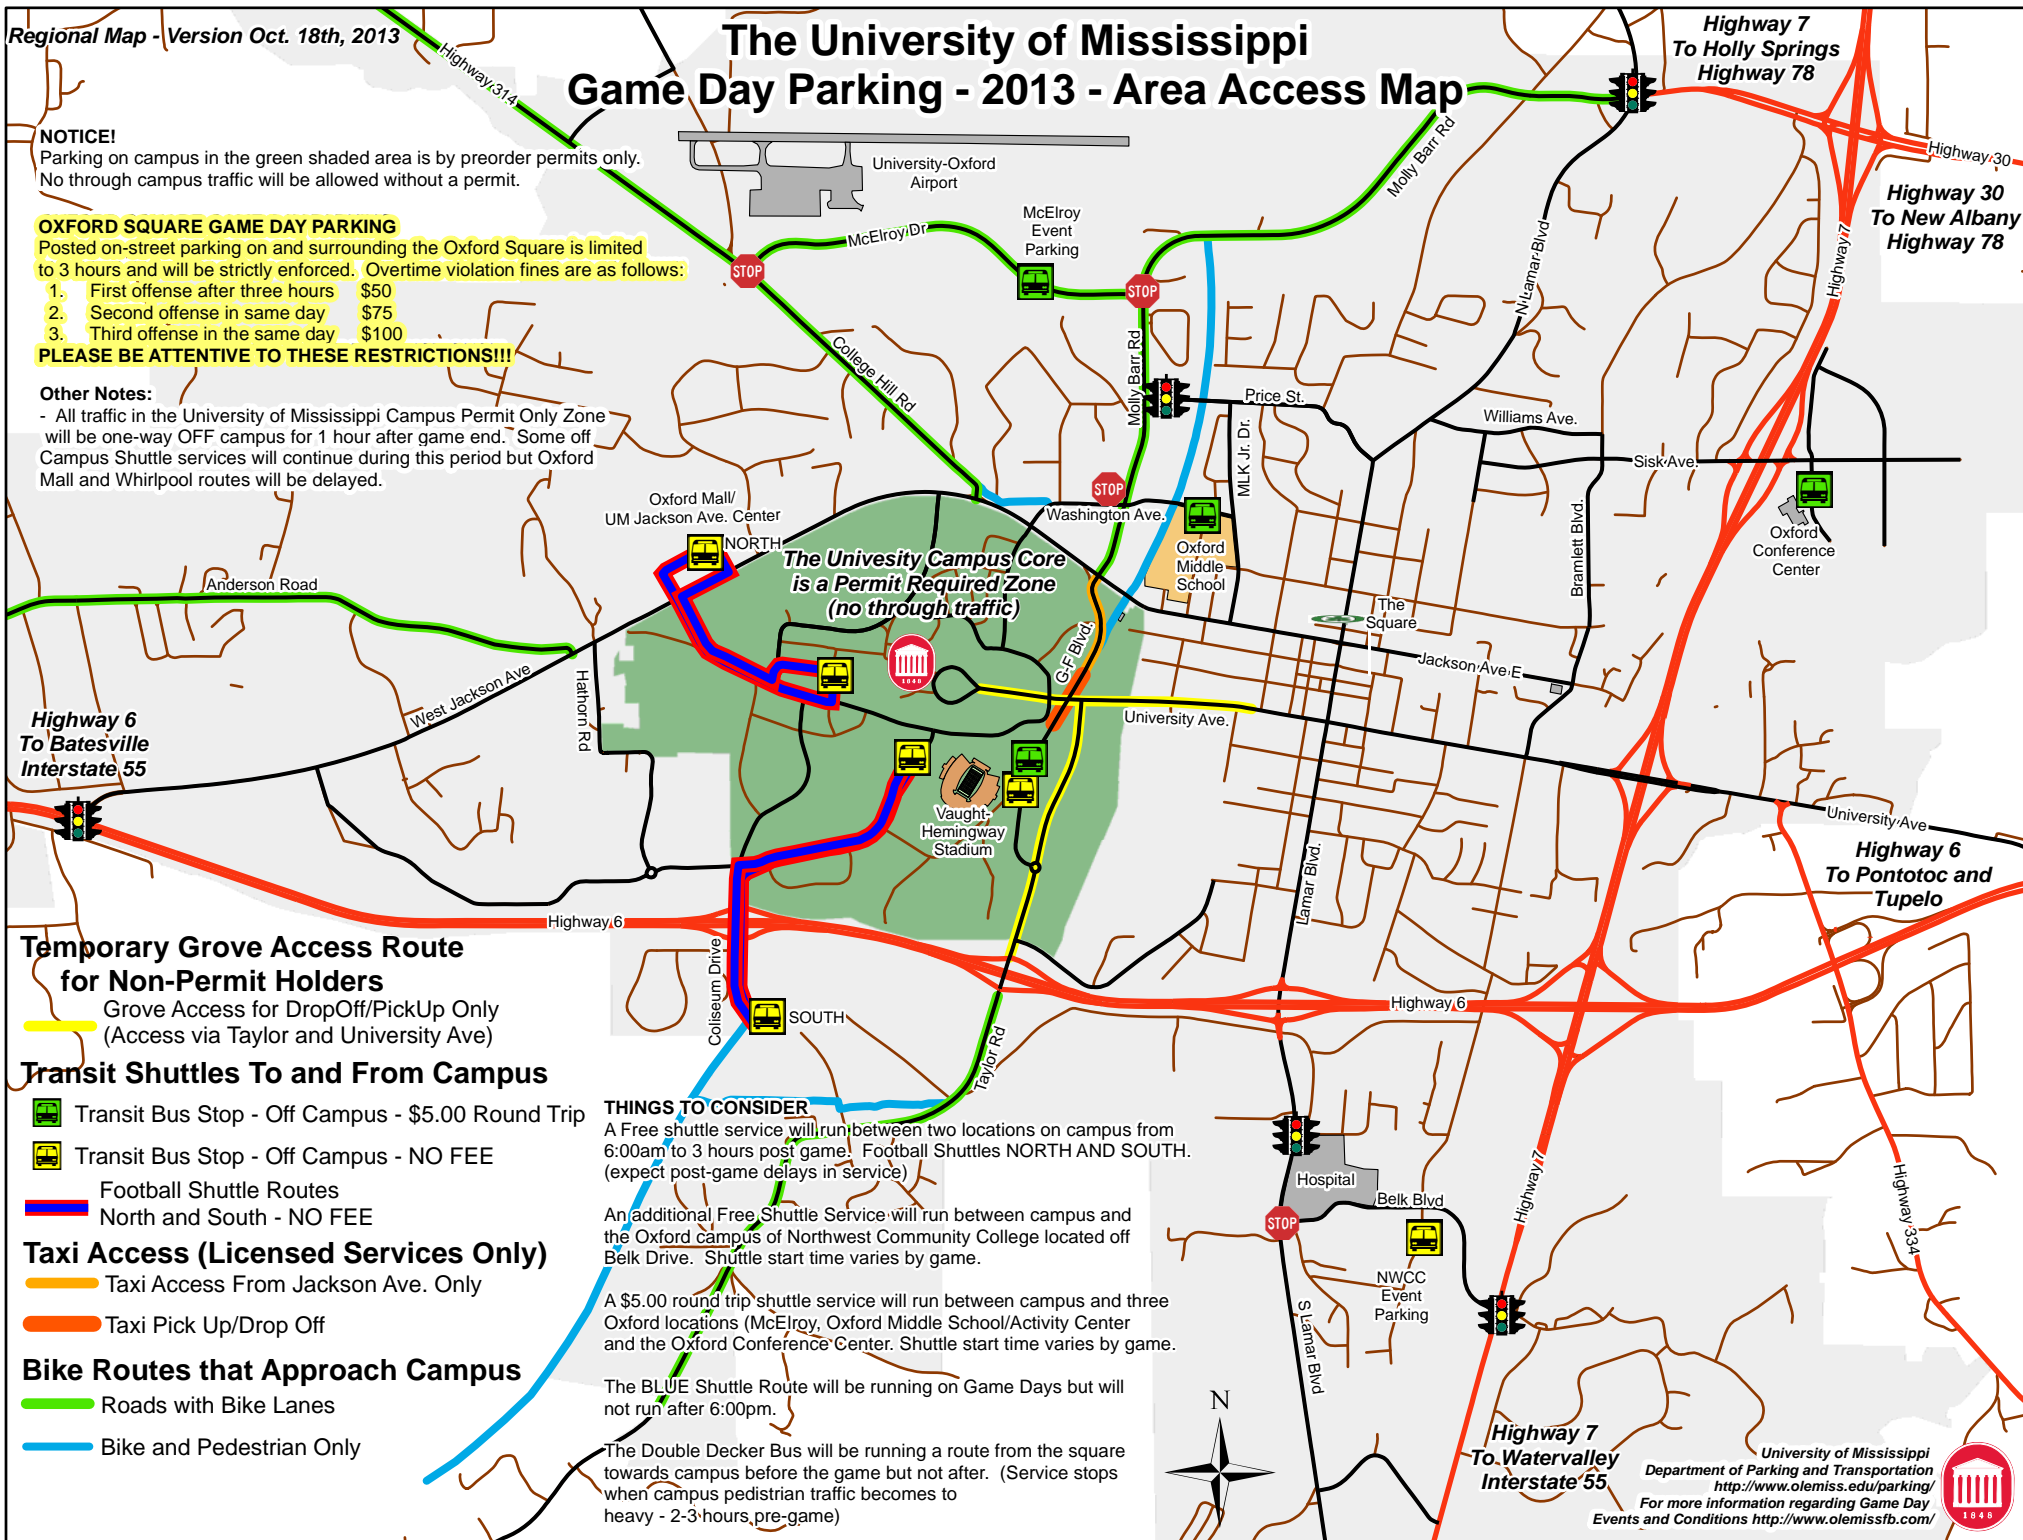 Regional Map - Version Oct. 18th, 2013
The University of Mississippi
Game Day Parking - 2013 - Area Access Map
Highway 7
To Holly Springs
Highway 78
Highway 314
NOTICE!
Parking on campus in the green shaded area is by preorder permits only.
No through campus traffic will be allowed without a permit.
OXFORD SQUARE GAME DAY PARKING
Posted on-street parking on and surrounding the Oxford Square is limited
to 3 hours and will be strictly enforced. Overtime violation fines are as follows:
1. First offense after three hours $50
2. Second offense in same day $75
3. Third offense in the same day $100
PLEASE BE ATTENTIVE TO THESE RESTRICTIONS!!!
Other Notes:
- All traffic in the University of Mississippi Campus Permit Only Zone
will be one-way OFF campus for 1 hour after game end. Some off
Campus Shuttle services will continue during this period but Oxford
Mall and Whirlpool routes will be delayed.
University-Oxford
Airport
Molly Barr Rd
Highway 30
Highway 30
To New Albany
Highway 78
McElroy Dr
McElroy
Event
Parking
STOP
STOP
N Lamar Blvd
Highway 7
College Hill Rd
Molly Barr Rd
Price St.
Williams Ave.
MLK Jr. Dr.
Sisk Ave.
STOP
Washington Ave.
Oxford Mall/
UM Jackson Ave. Center
NORTH
Oxford
Middle
School
Bramlett Blvd.
Oxford
Conference
Center
The Univesity Campus Core
is a Permit Required Zone
(no through traffic)
Anderson Road
The
Square
G-F Blvd.
1848
Jackson Ave E
West Jackson Ave
Hathorn Rd
University Ave.
Highway 6
To Batesville
Interstate 55
Vaught-
Hemingway
Stadium
University Ave
Highway 6
To Pontotoc and
Tupelo
Lamar Blvd.
Highway 6
Highway 6
Coliseum Drive
SOUTH
Taylor Rd
Temporary Grove Access Route
for Non-Permit Holders
Grove Access for DropOff/PickUp Only
(Access via Taylor and University Ave)
Transit Shuttles To and From Campus
Transit Bus Stop - Off Campus - $5.00 Round Trip
Transit Bus Stop - Off Campus - NO FEE
Football Shuttle Routes
North and South - NO FEE
Taxi Access (Licensed Services Only)
Taxi Access From Jackson Ave. Only
Taxi Pick Up/Drop Off
Bike Routes that Approach Campus
Roads with Bike Lanes
Bike and Pedestrian Only
THINGS TO CONSIDER
A Free shuttle service will run between two locations on campus from
6:00am to 3 hours post game. Football Shuttles NORTH AND SOUTH.
(expect post-game delays in service)
An additional Free Shuttle Service will run between campus and
the Oxford campus of Northwest Community College located off
Belk Drive. Shuttle start time varies by game.
A $5.00 round trip shuttle service will run between campus and three
Oxford locations (McElroy, Oxford Middle School/Activity Center
and the Oxford Conference Center. Shuttle start time varies by game.
The BLUE Shuttle Route will be running on Game Days but will
not run after 6:00pm.
The Double Decker Bus will be running a route from the square
towards campus before the game but not after. (Service stops
when campus pedistrian traffic becomes to
heavy - 2-3 hours pre-game)
Hospital
Belk Blvd
STOP
Highway 7
Highway 334
NWCC
Event
Parking
S Lamar Blvd
N
Highway 7
To Watervalley
Interstate 55
University of Mississippi
Department of Parking and Transportation
http://www.olemiss.edu/parking/
For more information regarding Game Day
Events and Conditions http://www.olemissfb.com/
1848